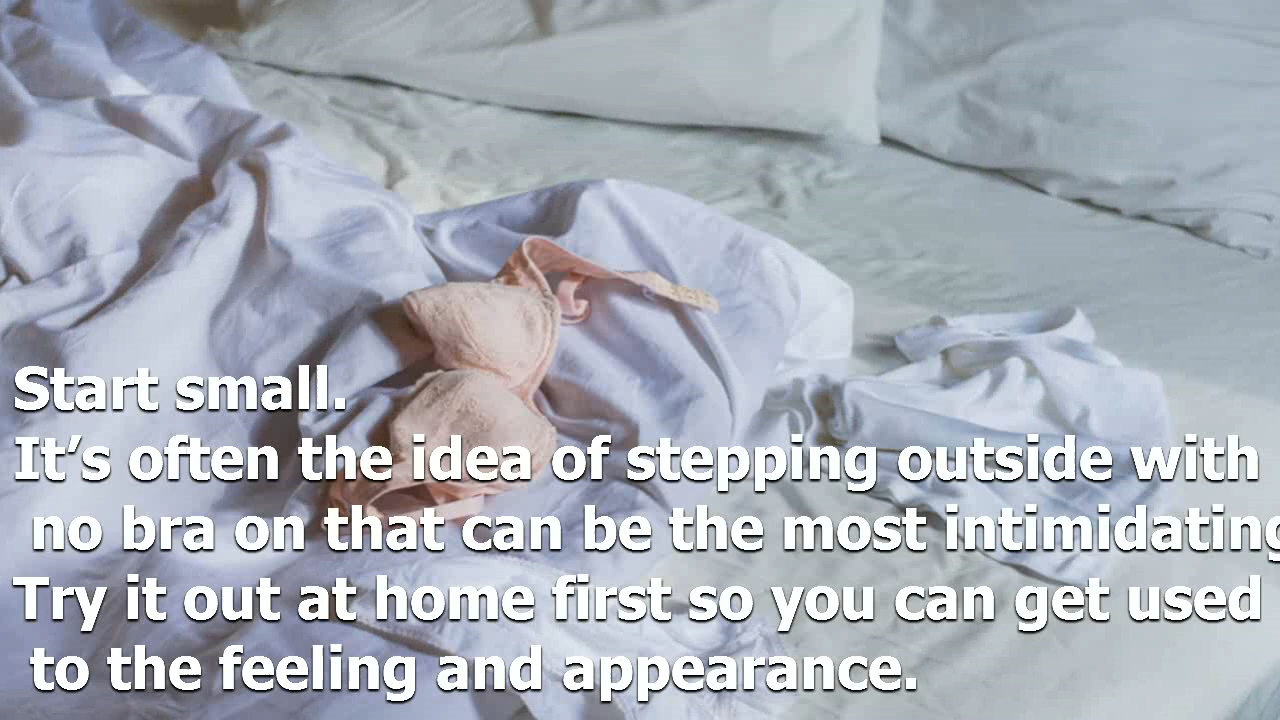 Start small.
It’s often the idea of stepping outside with
no bra on that can be the most intimidating
Try it out at home first so you can get used
to the feeling and appearance.